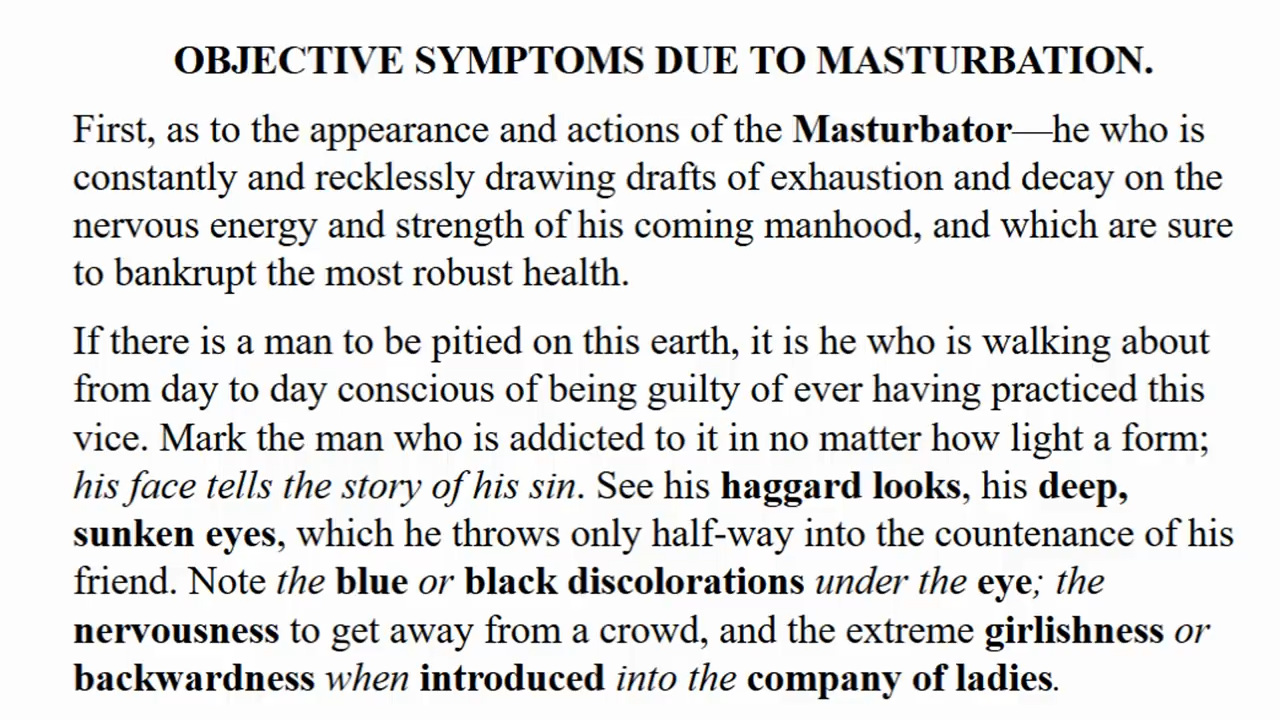 OBJECTIVE SYMPTOMS DUE TO MASTURBATION.
First, as to the appearance and actions of the Masturbator—he who is
constantly and recklessly drawing drafts of exhaustion and decay on the
nervous energy and strength of his coming manhood, and which are sure
to bankrupt the most robust health.
If there is a man to be pitied on this earth, it is he who is walking about
from day to day conscious of being guilty of ever having practiced this
vice. Mark the man who is addicted to it in no matter how light a form;
his face tells the story of his sin. See his haggard looks, his deep,
sunken eyes, which he throws only half-way into the countenance of his
friend. Note the blue or black discolorations under the eye; the
nervousness to get away from a crowd, and the extreme girlishness or
backwardness when introduced into the company of ladies.